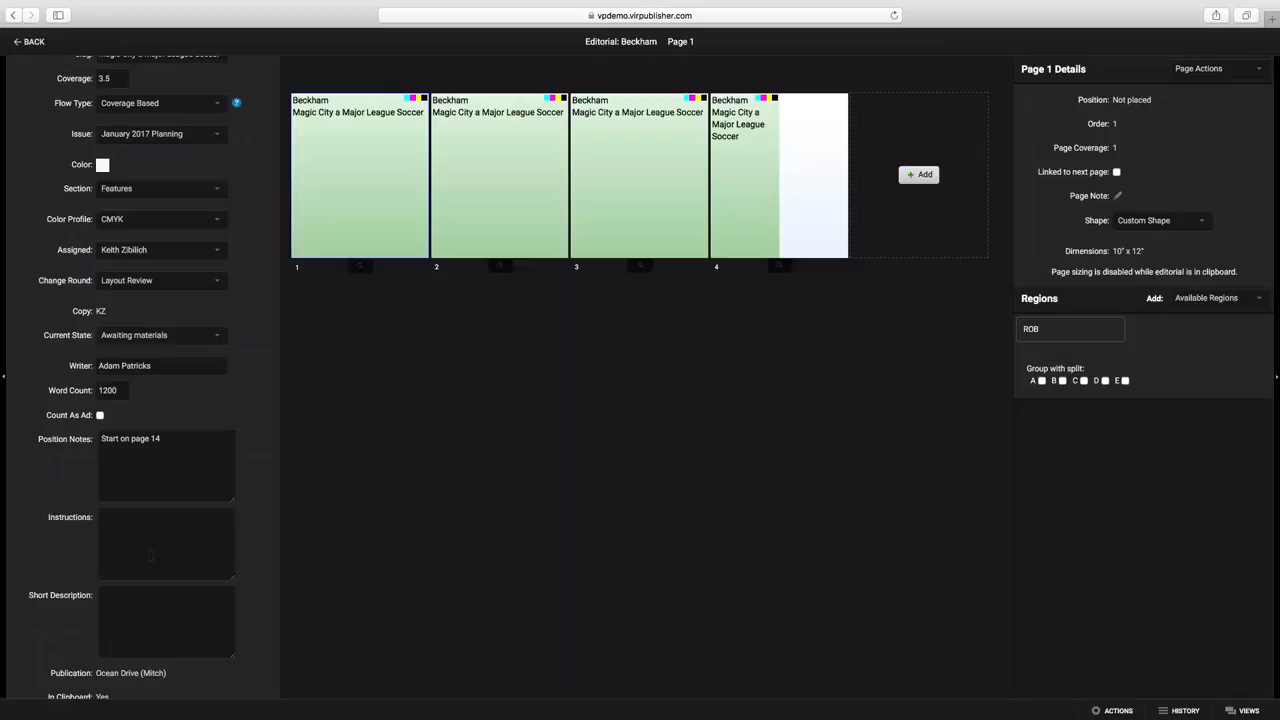 vpdemo.virpublisher.com
BACK
Editorial: Beckham Page 1
Magic City a Major League Soccer
Coverage: 3.5
Flow Type: Coverage Based ?
Issue: January 2017 Planning
Color:
Section: Features
Color Profile: CMYK
Assigned: Keith Zibilich
Change Round: Layout Review
Copy: KZ
Current State: Awaiting materials
Writer: Adam Patricks
Word Count: 1200
Count As Ad:
Position Notes: Start on page 14
Instructions:
Short Description:
Publication: Ocean Drive (Mitch)
In Clipboard: Yes
Beckham
Magic City a Major League Soccer
1
Beckham
Magic City a Major League Soccer
2
Beckham
Magic City a Major League Soccer
3
Beckham
Magic City a
Major League
Soccer
4
+ Add
Page 1 Details Page Actions
Position: Not placed
Order: 1
Page Coverage: 1
Linked to next page:
Page Note:
Shape: Custom Shape
Dimensions: 10" x 12"
Page sizing is disabled while editorial is in clipboard.
Regions Add: Available Regions
ROB
Group with split:
A B C D E
ACTIONS HISTORY VIEWS